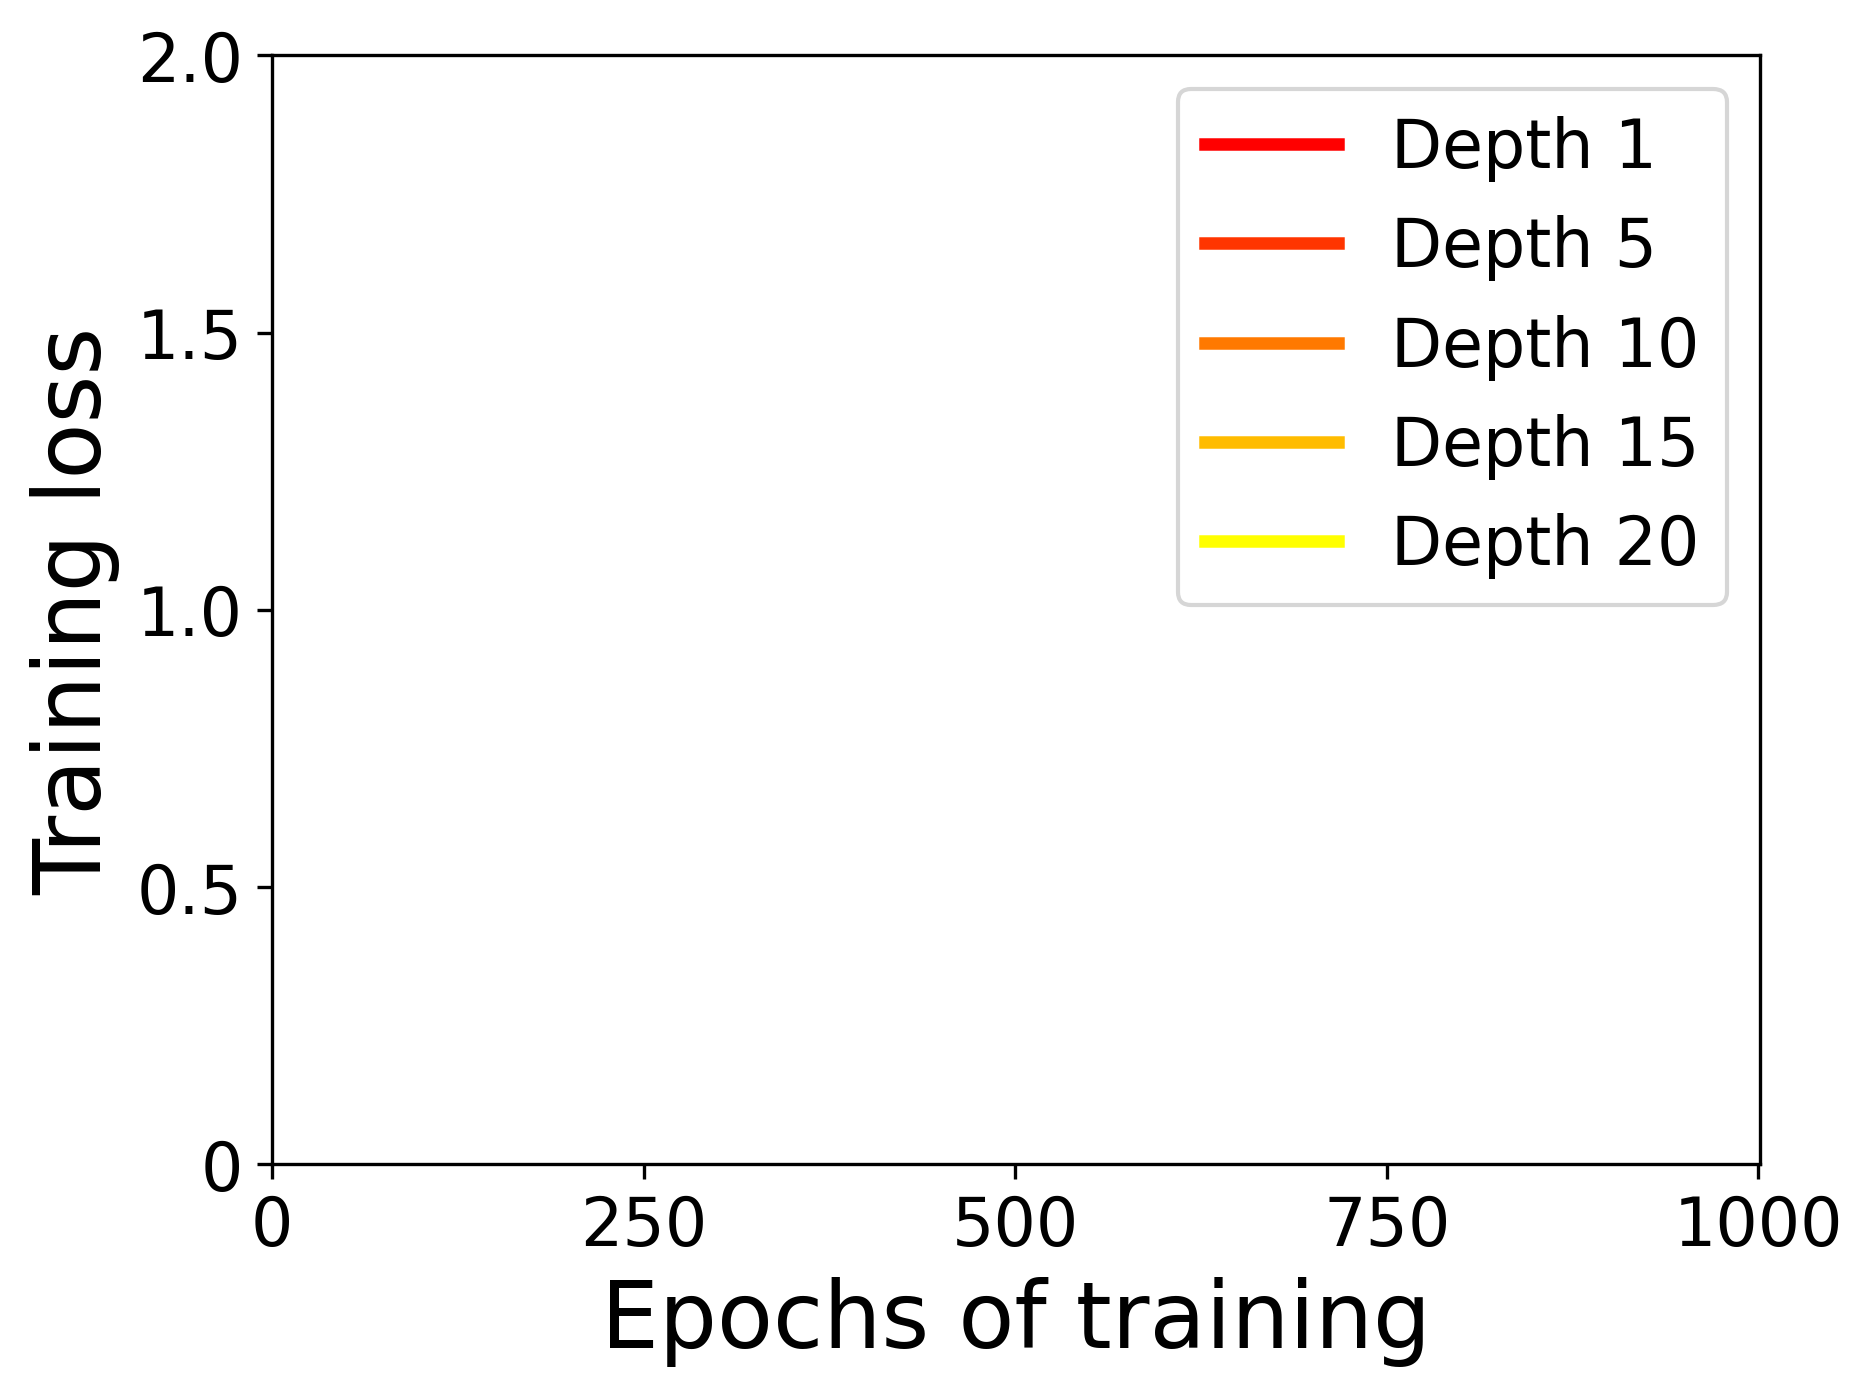 2.0
1.5
1.0
0.5
0
Training loss
Depth 1
Depth 5
Depth 10
Depth 15
Depth 20
0 250 500 750 1000
Epochs of training